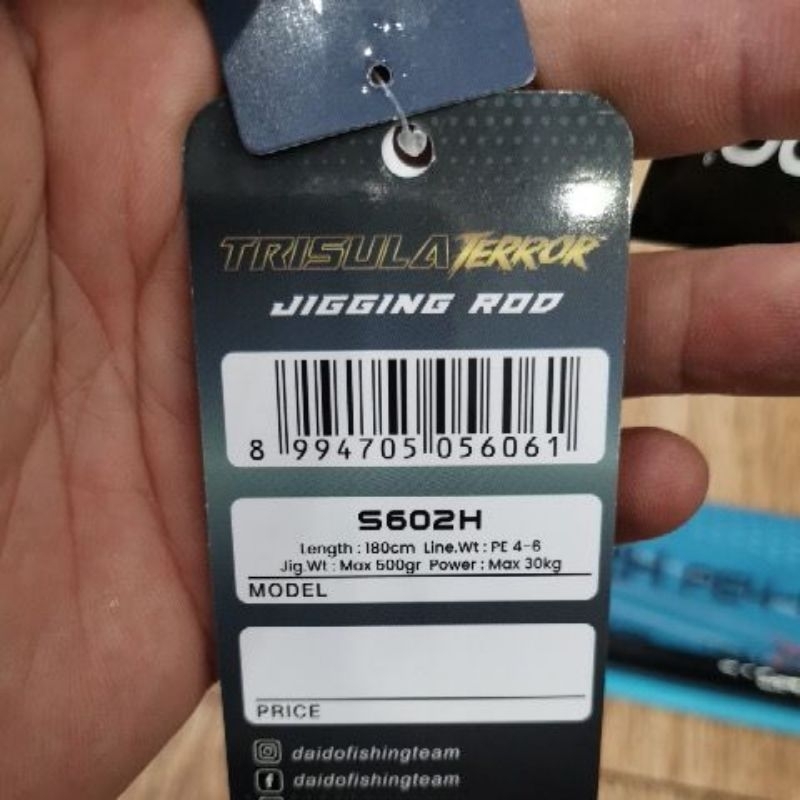 TRISULA TERROR
JIGGING ROD
8 994705 056061
S602H
Length : 180cm Line.Wt : PE 4-6
Jig.Wt : Max 500gr Power : Max 30kg
MODEL
PRICE
daidofishingteam
daidofishingteam